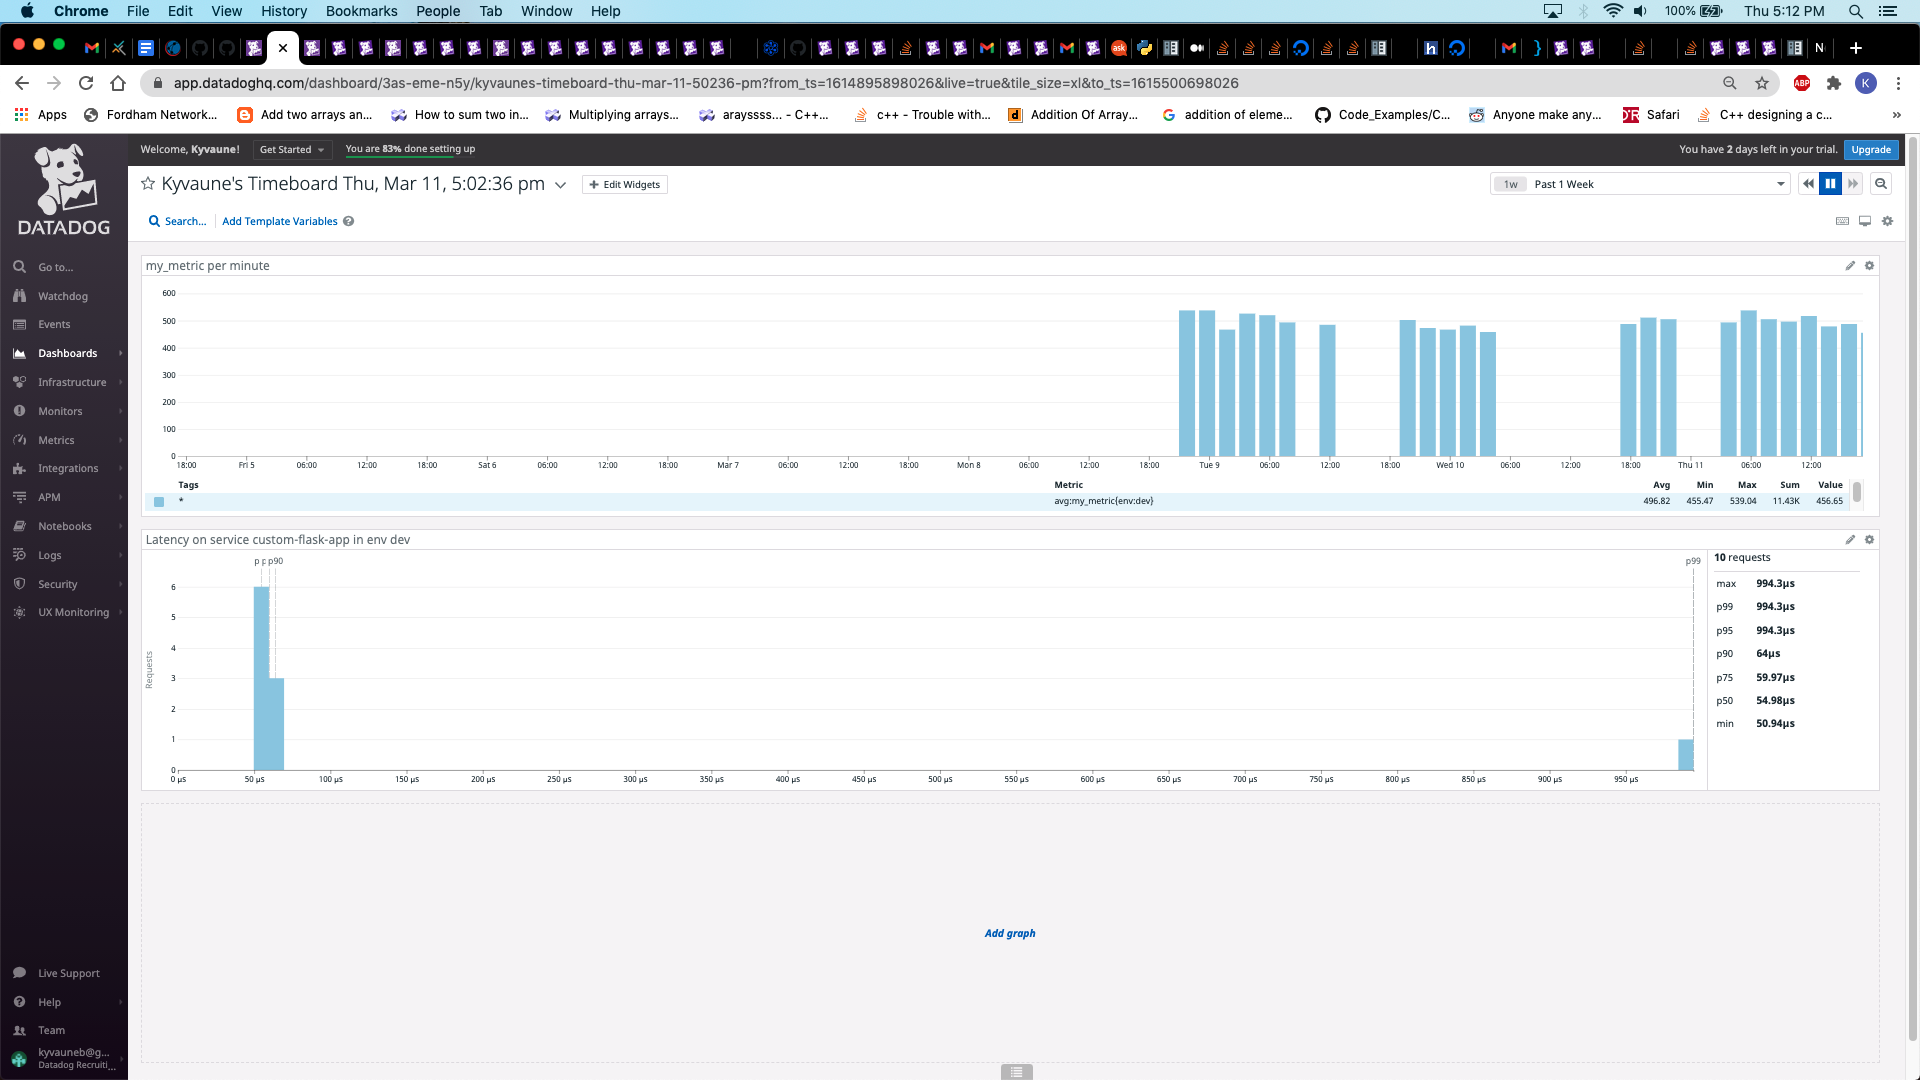 Chrome File Edit View History Bookmarks People Tab Window Help 100% Thu 5:12 PM
app.datadoghq.com/dashboard/3as-eme-n5y/kyvaunes-timeboard-thu-mar-11-50236-pm?from_ts=1614895898026&live=true&tile_size=xl&to_ts=1615500698026
Apps Fordham Network... Add two arrays an... How to sum two in... Multiplying arrays... arayssss... - C++... c++ - Trouble with... Addition Of Array... addition of eleme... Code_Examples/C... Anyone make any... Safari C++ designing a c... »
Welcome, Kyvaune! Get Started You are 83% done setting up You have 2 days left in your trial. Upgrade
DATADOG
Go to...
Watchdog
Events
Dashboards
Infrastructure
Monitors
Metrics
Integrations
APM
Notebooks
Logs
Security
UX Monitoring
Live Support
Help
Team
kyvauneb@g...
Datadog Recruiti...
Kyvaune's Timeboard Thu, Mar 11, 5:02:36 pm + Edit Widgets 1w Past 1 Week
Search... Add Template Variables ?
my_metric per minute
600
500
400
300
200
100
0
18:00 Fri 5 06:00 12:00 18:00 Sat 6 06:00 12:00 18:00 Mar 7 06:00 12:00 18:00 Mon 8 06:00 12:00 18:00 Tue 9 06:00 12:00 18:00 Wed 10 06:00 12:00 18:00 Thu 11 06:00 12:00
Tags Metric Avg Min Max Sum Value
* avg:my_metric{env:dev} 496.82 455.47 539.04 11.43K 456.65
Latency on service custom-flask-app in env dev
p p p90 p99
Requests
6
5
4
3
2
1
0
0 µs 50 µs 100 µs 150 µs 200 µs 250 µs 300 µs 350 µs 400 µs 450 µs 500 µs 550 µs 600 µs 650 µs 700 µs 750 µs 800 µs 850 µs 900 µs 950 µs
10 requests
max 994.3µs
p99 994.3µs
p95 994.3µs
p90 64µs
p75 59.97µs
p50 54.98µs
min 50.94µs
Add graph